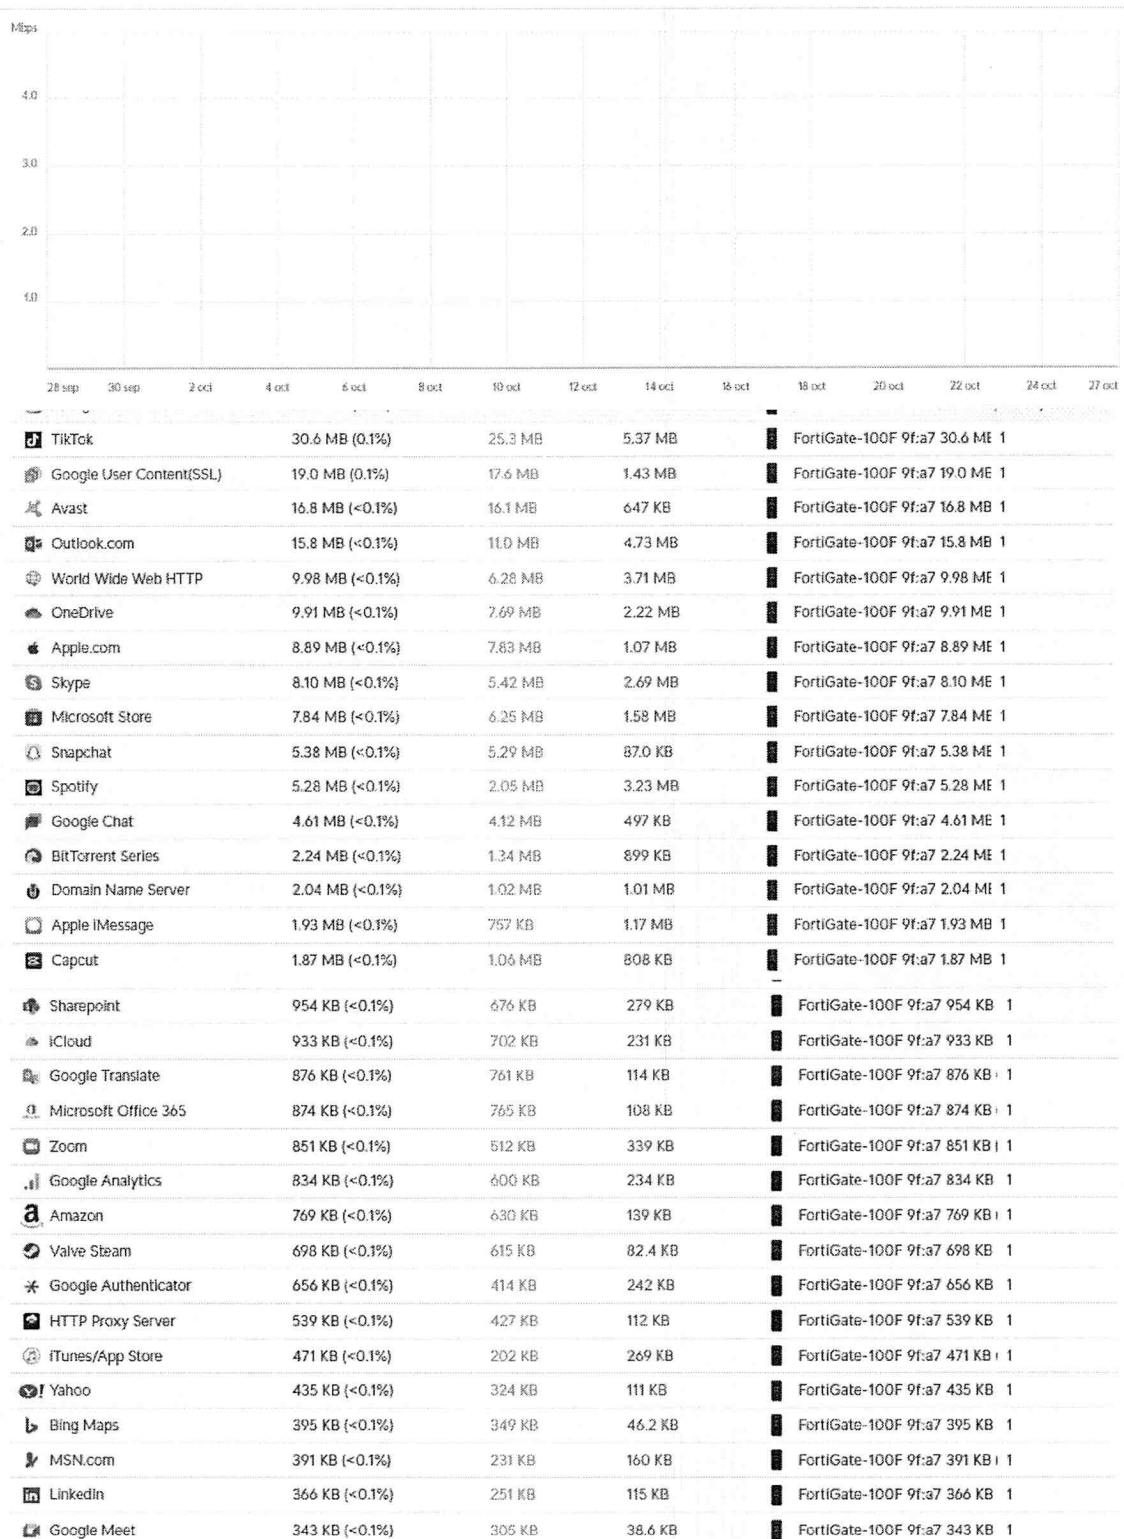 Mbps
4.0
3.0
2.0
1.0
28 sep 30 sep 2 oct 4 oct 6 oct 8 oct 10 oct 12 oct 14 oct 16 oct 18 oct 20 oct 22 oct 24 oct 27 oct
TikTok 30.6 MB (0.1%) 25.3 MB 5.37 MB FortiGate-100F 9f:a7 30.6 ME 1
Google User Content(SSL) 19.0 MB (0.1%) 17.6 MB 1.43 MB FortiGate-100F 9f:a7 19.0 ME 1
Avast 16.8 MB (<0.1%) 16.1 MB 647 KB FortiGate-100F 9f:a7 16.8 MB 1
Outlook.com 15.8 MB (<0.1%) 11.0 MB 4.73 MB FortiGate-100F 9f:a7 15.8 MB 1
World Wide Web HTTP 9.98 MB (<0.1%) 6.28 MB 3.71 MB FortiGate-100F 9f:a7 9.98 ME 1
OneDrive 9.91 MB (<0.1%) 7.69 MB 2.22 MB FortiGate-100F 9f:a7 9.91 ME 1
Apple.com 8.89 MB (<0.1%) 7.83 MB 1.07 MB FortiGate-100F 9f:a7 8.89 ME 1
Skype 8.10 MB (<0.1%) 5.42 MB 2.69 MB FortiGate-100F 9f:a7 8.10 ME 1
Microsoft Store 7.84 MB (<0.1%) 6.25 MB 1.58 MB FortiGate-100F 9f:a7 7.84 ME 1
Snapchat 5.38 MB (<0.1%) 5.29 MB 87.0 KB FortiGate-100F 9f:a7 5.38 ME 1
Spotify 5.28 MB (<0.1%) 2.05 MB 3.23 MB FortiGate-100F 9f:a7 5.28 ME 1
Google Chat 4.61 MB (<0.1%) 4.12 MB 497 KB FortiGate-100F 9f:a7 4.61 ME 1
BitTorrent Series 2.24 MB (<0.1%) 1.34 MB 899 KB FortiGate-100F 9f:a7 2.24 ME 1
Domain Name Server 2.04 MB (<0.1%) 1.02 MB 1.01 MB FortiGate-100F 9f:a7 2.04 ME 1
Apple iMessage 1.93 MB (<0.1%) 757 KB 1.17 MB FortiGate-100F 9f:a7 1.93 MB 1
Capcut 1.87 MB (<0.1%) 1.06 MB 808 KB FortiGate-100F 9f:a7 1.87 MB 1
Sharepoint 954 KB (<0.1%) 676 KB 279 KB FortiGate-100F 9f:a7 954 KB 1
iCloud 933 KB (<0.1%) 702 KB 231 KB FortiGate-100F 9f:a7 933 KB 1
Google Translate 876 KB (<0.1%) 761 KB 114 KB FortiGate-100F 9f:a7 876 KB 1
Microsoft Office 365 874 KB (<0.1%) 765 KB 108 KB FortiGate-100F 9f:a7 874 KB 1
Zoom 851 KB (<0.1%) 512 KB 339 KB FortiGate-100F 9f:a7 851 KB 1
Google Analytics 834 KB (<0.1%) 600 KB 234 KB FortiGate-100F 9f:a7 834 KB 1
Amazon 769 KB (<0.1%) 630 KB 139 KB FortiGate-100F 9f:a7 769 KB 1
Valve Steam 698 KB (<0.1%) 615 KB 82.4 KB FortiGate-100F 9f:a7 698 KB 1
Google Authenticator 656 KB (<0.1%) 414 KB 242 KB FortiGate-100F 9f:a7 656 KB 1
HTTP Proxy Server 539 KB (<0.1%) 427 KB 112 KB FortiGate-100F 9f:a7 539 KB 1
iTunes/App Store 471 KB (<0.1%) 202 KB 269 KB FortiGate-100F 9f:a7 471 KB 1
Yahoo 435 KB (<0.1%) 324 KB 111 KB FortiGate-100F 9f:a7 435 KB 1
Bing Maps 395 KB (<0.1%) 349 KB 46.2 KB FortiGate-100F 9f:a7 395 KB 1
MSN.com 391 KB (<0.1%) 231 KB 160 KB FortiGate-100F 9f:a7 391 KB 1
LinkedIn 366 KB (<0.1%) 251 KB 115 KB FortiGate-100F 9f:a7 366 KB 1
Google Meet 343 KB (<0.1%) 305 KB 38.6 KB FortiGate-100F 9f:a7 343 KB 1